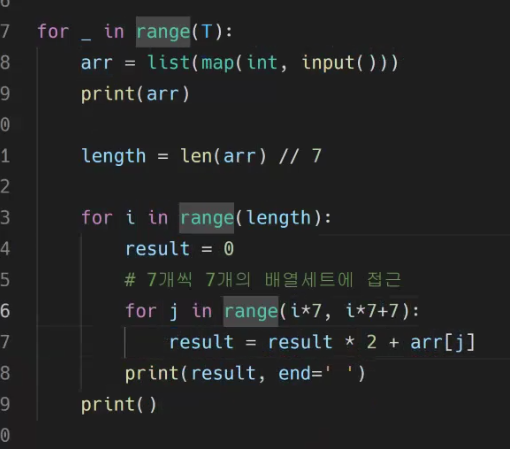 7 for _ in range(T):
8     arr = list(map(int, input()))
9     print(arr)
0
1     length = len(arr) // 7
2
3     for i in range(length):
4         result = 0
5         # 7개씩 7개의 배열세트에 접근
6         for j in range(i*7, i*7+7):
7             result = result * 2 + arr[j]
8         print(result, end=' ')
9     print()
0